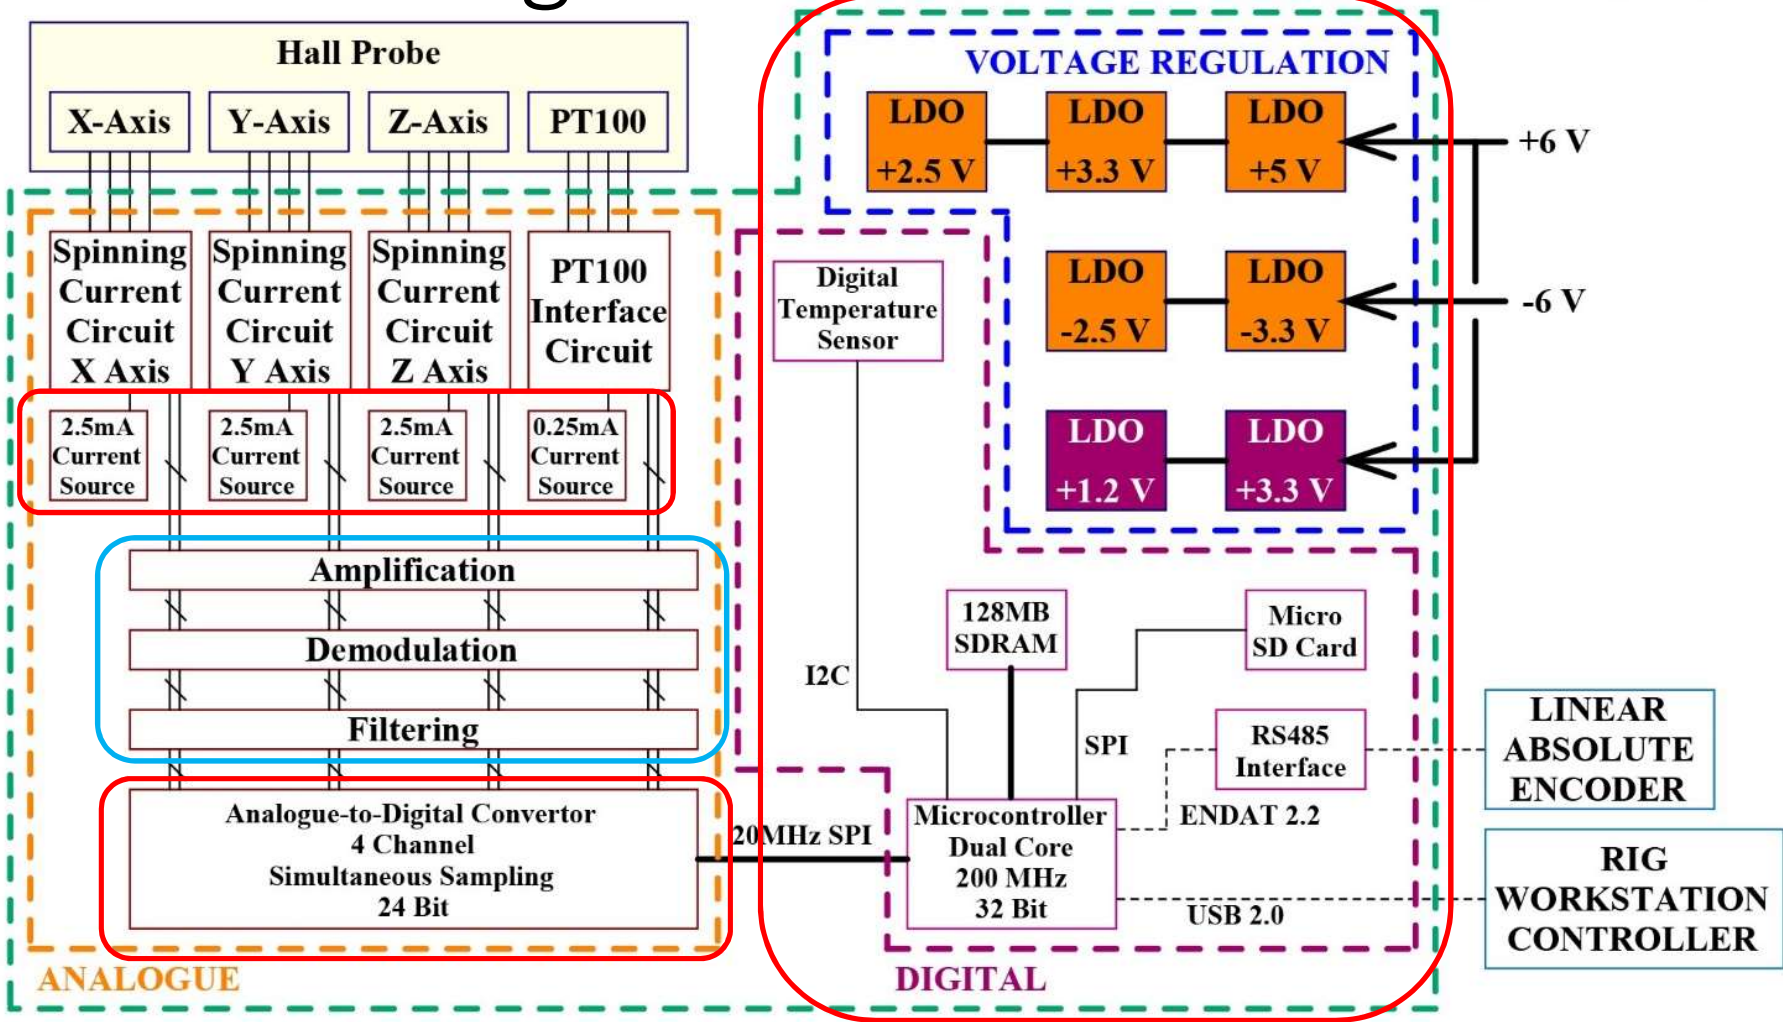 Hall Probe
X-Axis
Y-Axis
Z-Axis
PT100
Spinning
Current
Circuit
X Axis
Spinning
Current
Circuit
Y Axis
Spinning
Current
Circuit
Z Axis
PT100
Interface
Circuit
2.5mA
Current
Source
2.5mA
Current
Source
2.5mA
Current
Source
0.25mA
Current
Source
Amplification
Demodulation
Filtering
Analogue-to-Digital Convertor
4 Channel
Simultaneous Sampling
24 Bit
ANALOGUE
20MHz SPI
VOLTAGE REGULATION
LDO
+2.5 V
LDO
+3.3 V
LDO
+5 V
+6 V
LDO
-2.5 V
LDO
-3.3 V
-6 V
LDO
+1.2 V
LDO
+3.3 V
Digital
Temperature
Sensor
I2C
128MB
SDRAM
Micro
SD Card
SPI
RS485
Interface
ENDAT 2.2
Microcontroller
Dual Core
200 MHz
32 Bit
USB 2.0
DIGITAL
LINEAR
ABSOLUTE
ENCODER
RIG
WORKSTATION
CONTROLLER